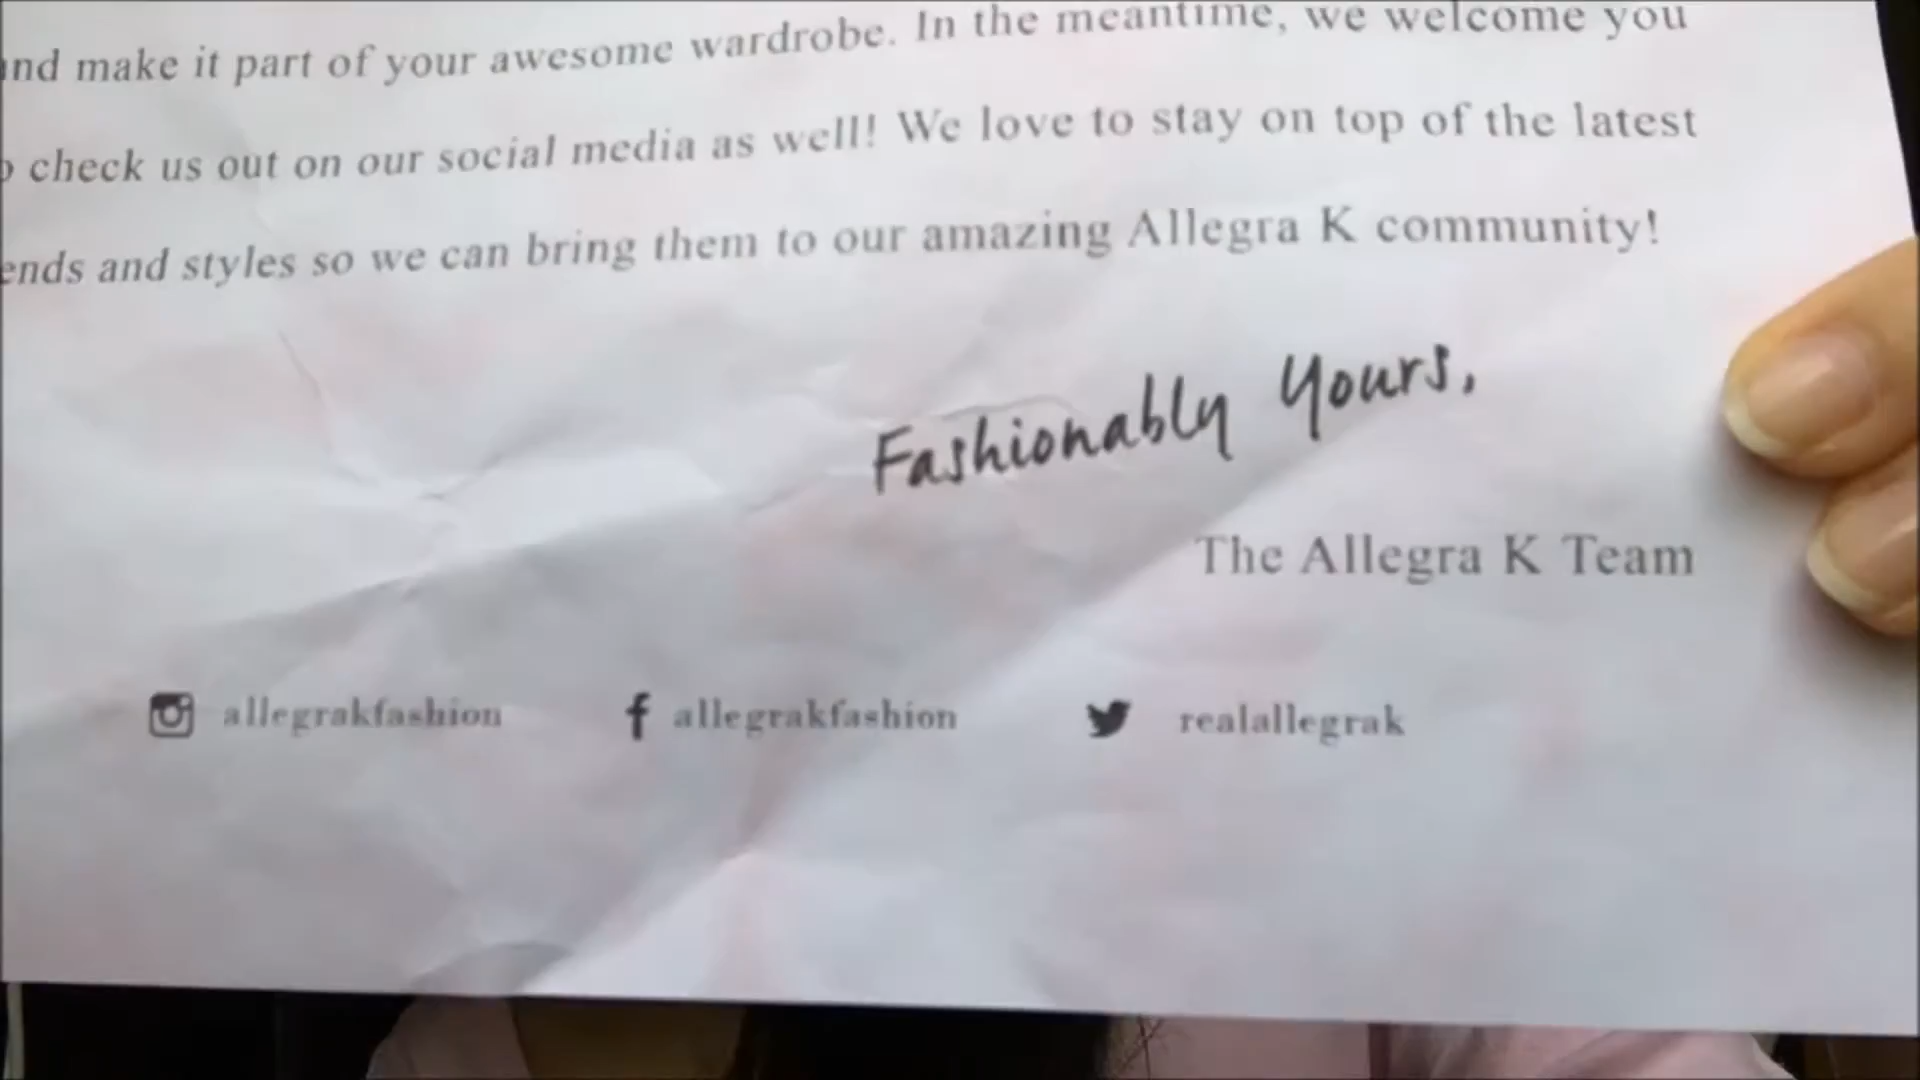 and make it part of your awesome wardrobe. In the meantime, we welcome you
check us out on our social media as well! We love to stay on top of the latest
ends and styles so we can bring them to our amazing Allegra K community!
Fashionably Yours,
The Allegra K Team
allegrakfashion allegrakfashion realallegrak